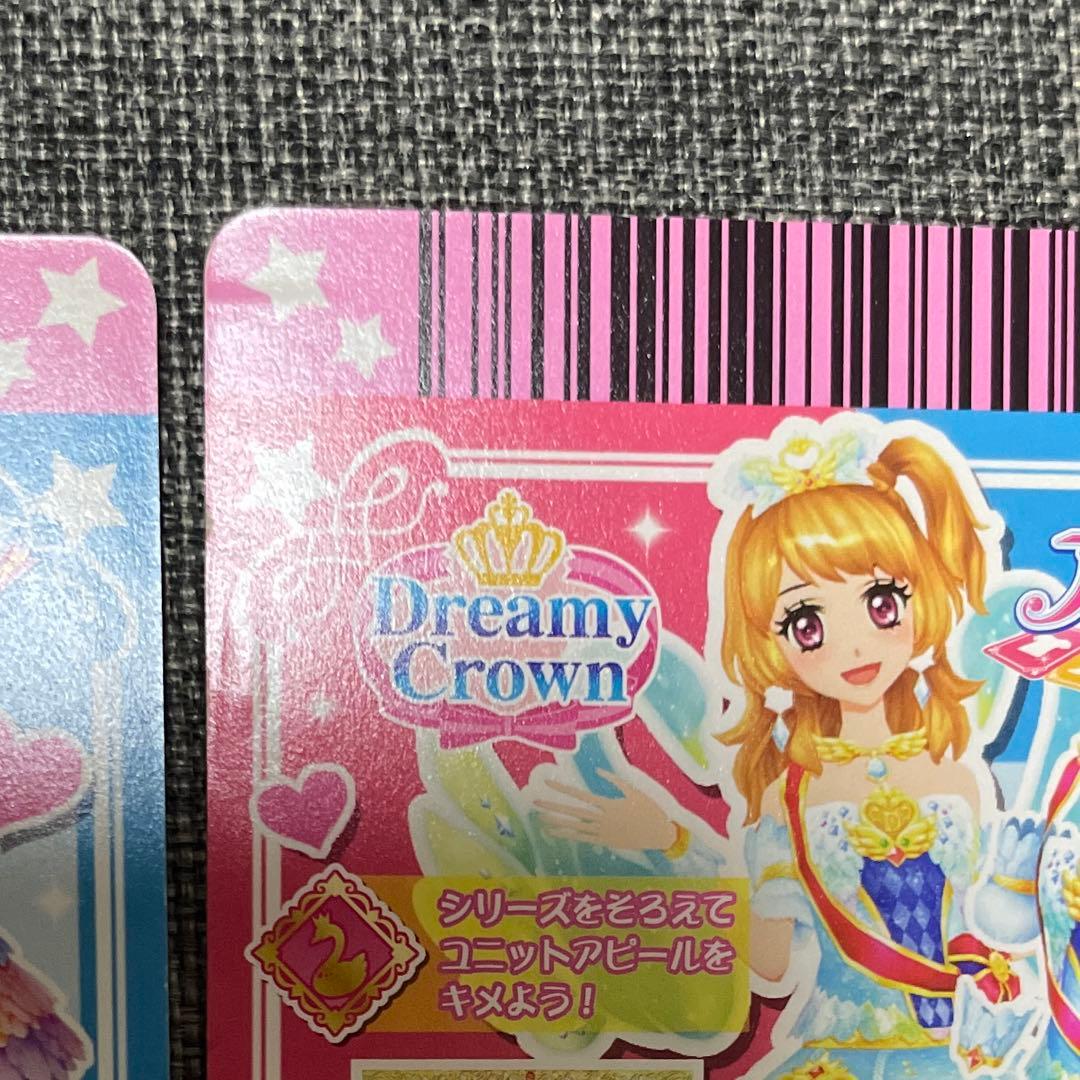 Dreamy
Crown
シリーズをそろえて
ユニットアピールを
キメよう!